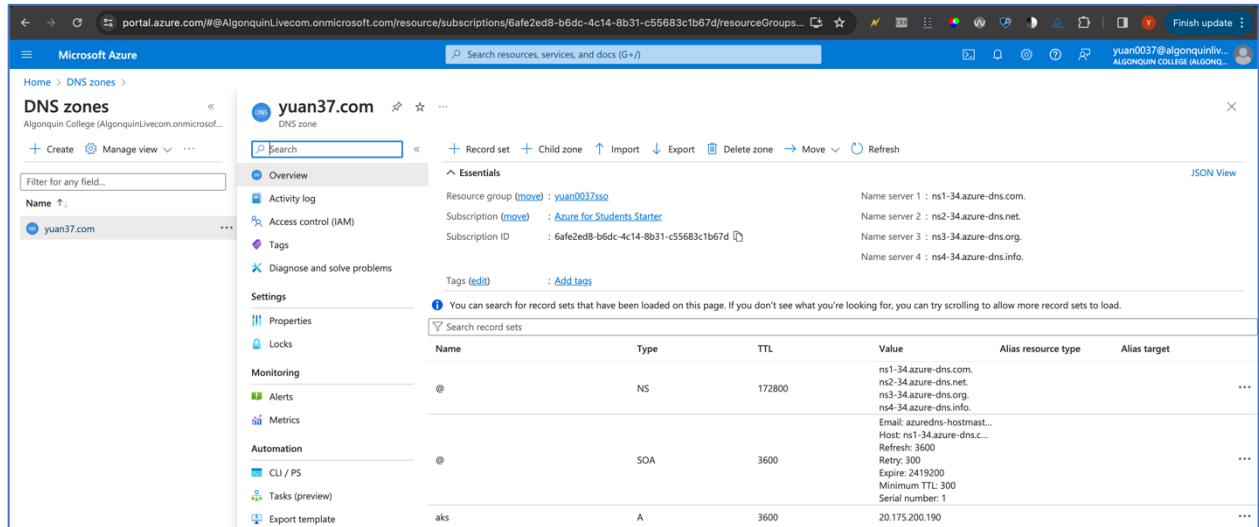 portal.azure.com/#@AlgonquinLivecom.onmicrosoft.com/resource/subscriptions/6afe2ed8-b6dc-4c14-8b31-c55683c1b67d/resourceGroups...
Finish update
Microsoft Azure
Search resources, services, and docs (G+/)
yuan0037@algonquinliv...
ALGONQUIN COLLEGE (ALGONQ...
Home > DNS zones >
DNS zones
Algonquin College (AlgonquinLivecom.onmicrosof...
+ Create
Manage view
...
Filter for any field...
Name ↑↓
yuan37.com
...
DNS
yuan37.com
...
DNS zone
Search
«
Overview
Activity log
Access control (IAM)
Tags
Diagnose and solve problems
Settings
Properties
Locks
Monitoring
Alerts
Metrics
Automation
CLI / PS
Tasks (preview)
Export template
+ Record set + Child zone ↑ Import ↓ Export Delete zone → Move Refresh
Essentials
JSON View
Resource group (move) : yuan0037sso
Subscription (move) : Azure for Students Starter
Subscription ID : 6afe2ed8-b6dc-4c14-8b31-c55683c1b67d
Name server 1 : ns1-34.azure-dns.com.
Name server 2 : ns2-34.azure-dns.net.
Name server 3 : ns3-34.azure-dns.org.
Name server 4 : ns4-34.azure-dns.info.
Tags (edit) : Add tags
You can search for record sets that have been loaded on this page. If you don't see what you're looking for, you can try scrolling to allow more record sets to load.
Search record sets
Name Type TTL Value Alias resource type Alias target
@ NS 172800
ns1-34.azure-dns.com.
ns2-34.azure-dns.net.
ns3-34.azure-dns.org.
ns4-34.azure-dns.info.
...
@ SOA 3600
Email: azuredns-hostmast...
Host: ns1-34.azure-dns.c...
Refresh: 3600
Retry: 300
Expire: 2419200
Minimum TTL: 300
Serial number: 1
...
aks A 3600 20.175.200.190 ...